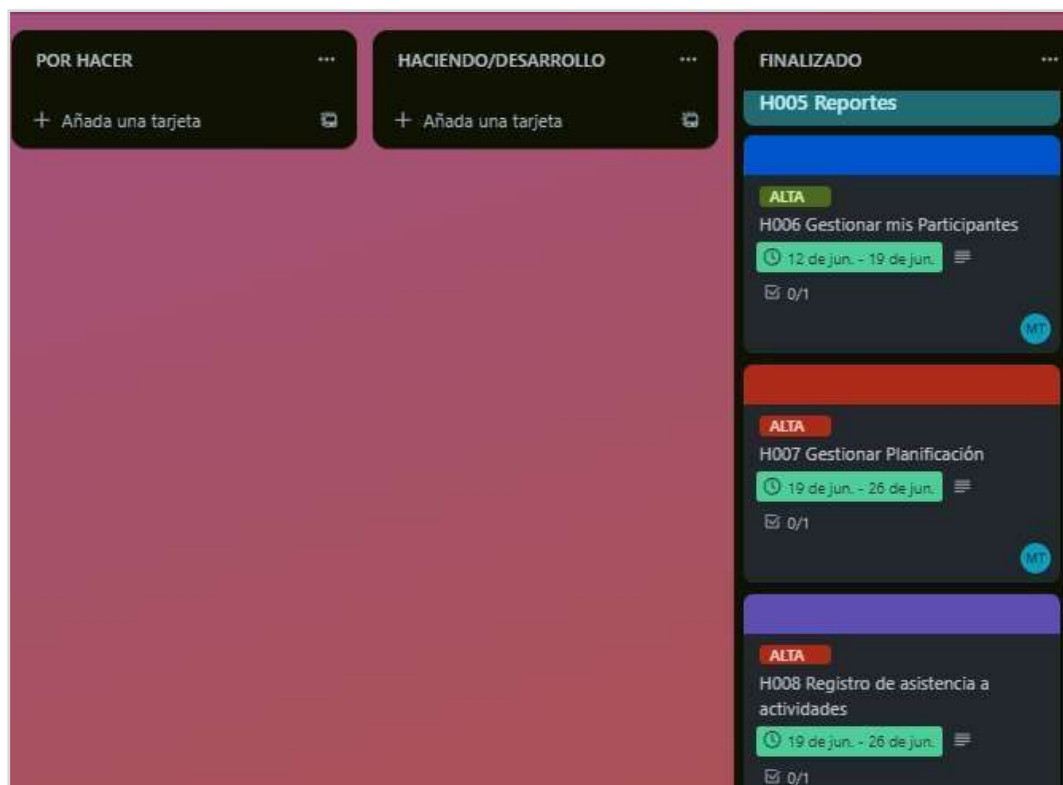 POR HACER
+ Añada una tarjeta
HACIENDO/DESARROLLO
+ Añada una tarjeta
FINALIZADO
H005 Reportes
ALTA
H006 Gestionar mis Participantes
12 de jun. - 19 de jun.
0/1
MT
ALTA
H007 Gestionar Planificación
19 de jun. - 26 de jun.
0/1
MT
ALTA
H008 Registro de asistencia a
actividades
19 de jun. - 26 de jun.
0/1